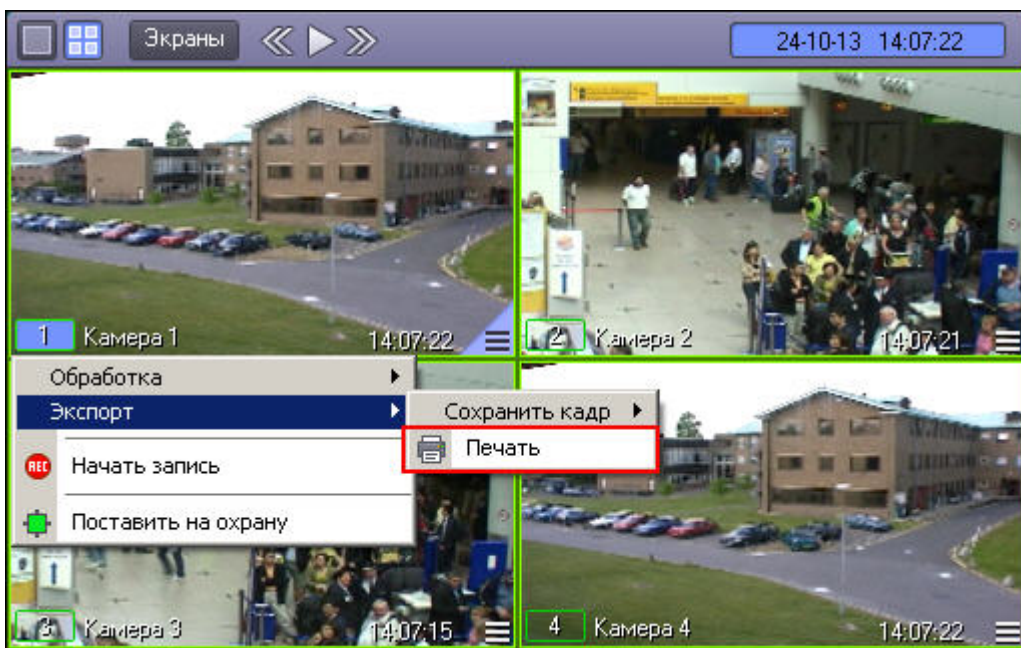 Экраны
24-10-13 14:07:22
1 Камера 1 14:07:22
2 Камера 2 14:07:21
Обработка
Экспорт
Сохранить кадр
Печать
REC Начать запись
Поставить на охрану
3 Камера 3 14:07:15
4 Камера 4 14:07:22